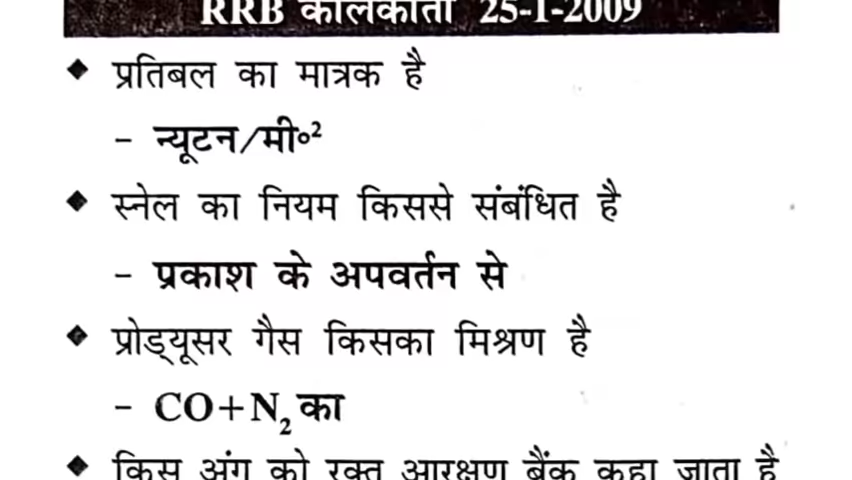 RRB कोलकाता 25-1-2009
◆ प्रतिबल का मात्रक है
– न्यूटन/मी०²
◆ स्नेल का नियम किससे संबंधित है
– प्रकाश के अपवर्तन से
◆ प्रोड्यूसर गैस किसका मिश्रण है
– CO+N₂ का
◆ किस अंग को रक्त आरक्षण बैंक कहा जाता है